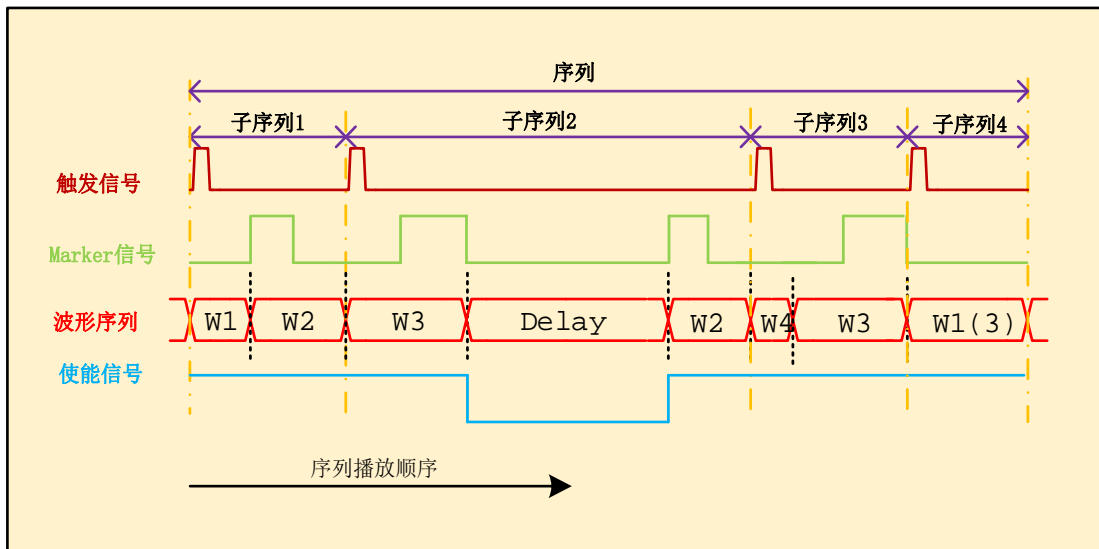 序列
子序列1 子序列2 子序列3 子序列4
触发信号
Marker信号
波形序列 W1 W2 W3 Delay W2 W4 W3 W1(3)
使能信号
序列播放顺序